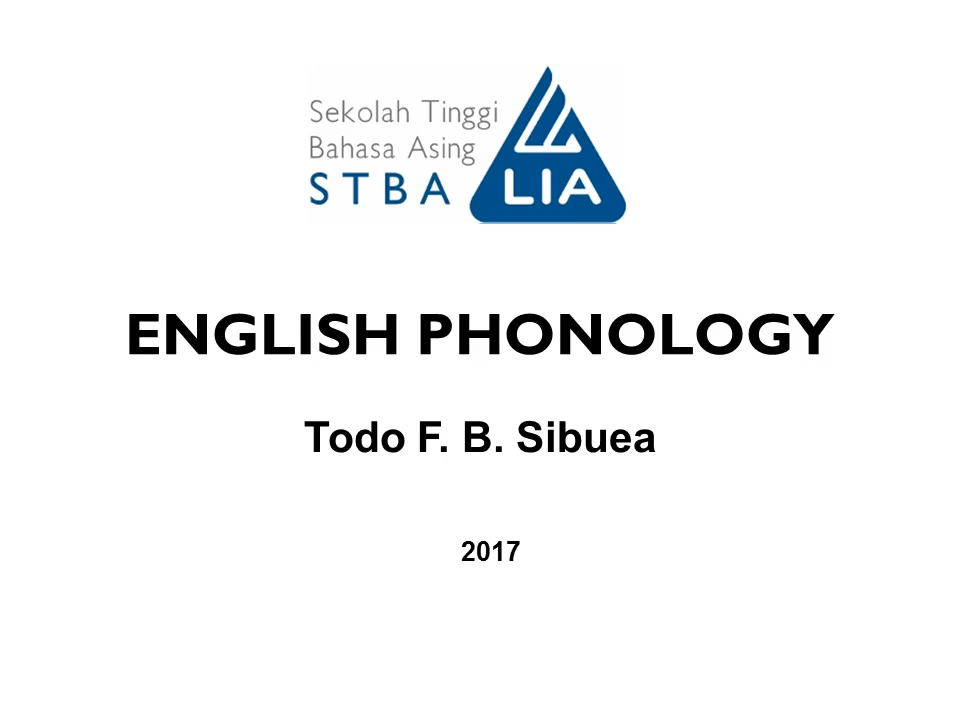 Sekolah Tinggi
Bahasa Asing
STBA LIA
ENGLISH PHONOLOGY
Todo F. B. Sibuea
2017